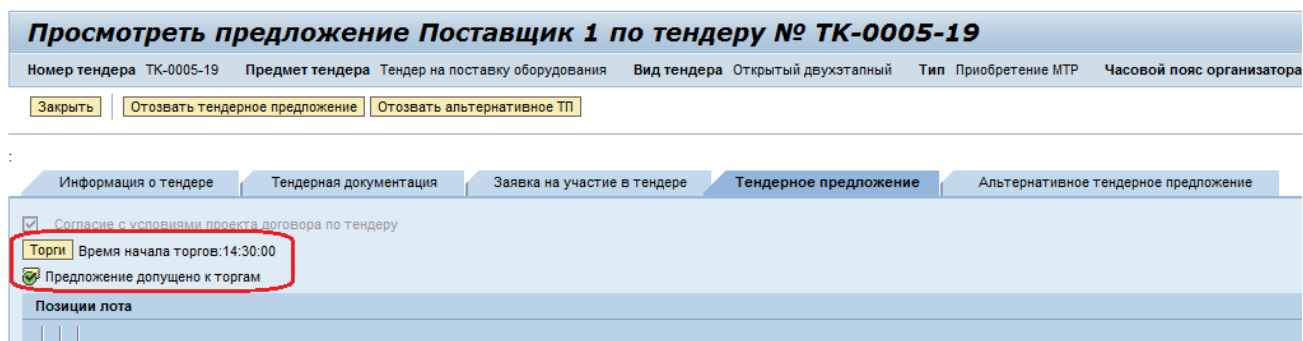 Просмотреть предложение Поставщик 1 по тендеру № ТК-0005-19
Номер тендера ТК-0005-19 Предмет тендера Тендер на поставку оборудования Вид тендера Открытый двухэтапный Тип Приобретение МТР Часовой пояс организатора
Закрыть Отозвать тендерное предложение Отозвать альтернативное ТП
:
Информация о тендере Тендерная документация Заявка на участие в тендере Тендерное предложение Альтернативное тендерное предложение
Согласие с условиями проекта договора по тендеру
Торги Время начала торгов:14:30:00
Предложение допущено к торгам
Позиции лота